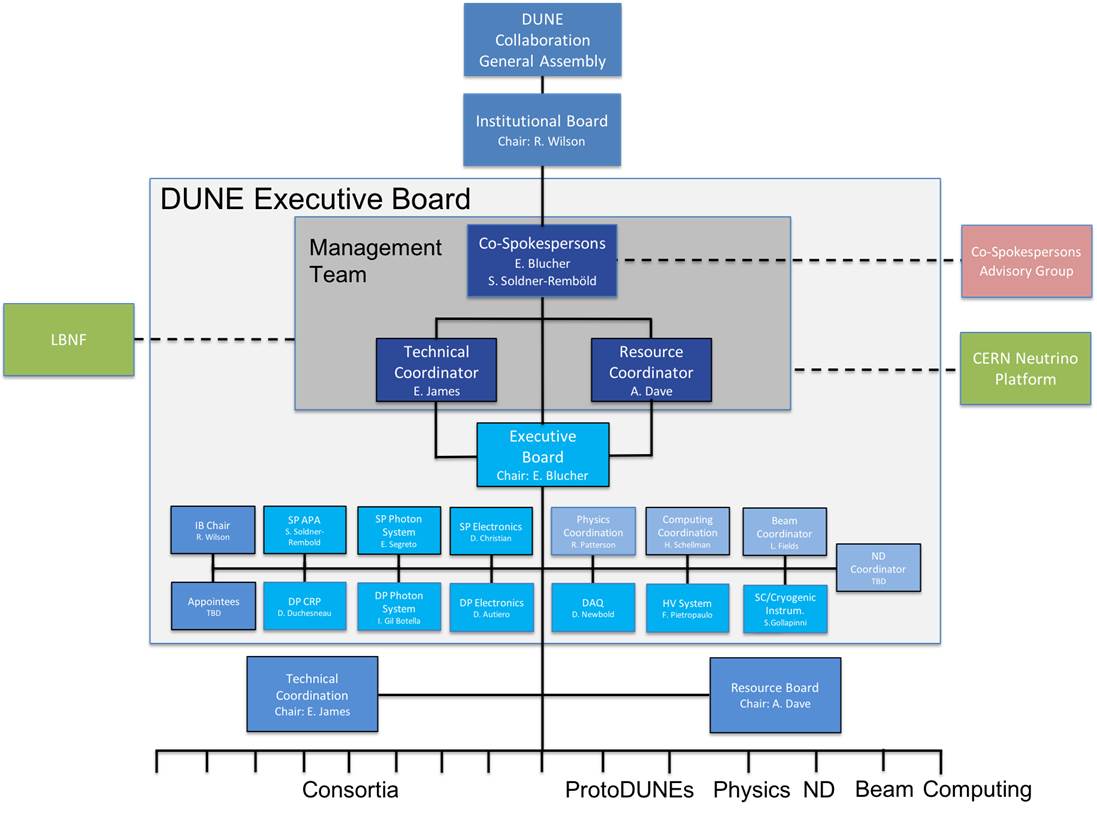 DUNE
Collaboration
General Assembly
Institutional Board
Chair: R. Wilson
DUNE Executive Board
Management
Team
Co-Spokespersons
E. Blucher
S. Soldner-Remböld
Co-Spokespersons
Advisory Group
LBNF
Technical
Coordinator
E. James
Resource
Coordinator
A. Dave
CERN Neutrino
Platform
Executive
Board
Chair: E. Blucher
IB Chair
R. Wilson
SP APA
S. Soldner-
Rembold
SP Photon
System
E. Segreto
SP Electronics
D. Christian
Physics
Coordination
R. Patterson
Computing
Coordination
H. Schellman
Beam
Coordinator
L. Fields
ND
Coordinator
TBD
Appointees
TBD
DP CRP
D. Duchesneau
DP Photon
System
I. Gil Botella
DP Electronics
D. Autiero
DAQ
D. Newbold
HV System
F. Pietropaulo
SC/Cryogenic
Instrum.
S.Gollapinni
Technical
Coordination
Chair: E. James
Resource Board
Chair: A. Dave
Consortia
ProtoDUNEs
Physics
ND
Beam
Computing